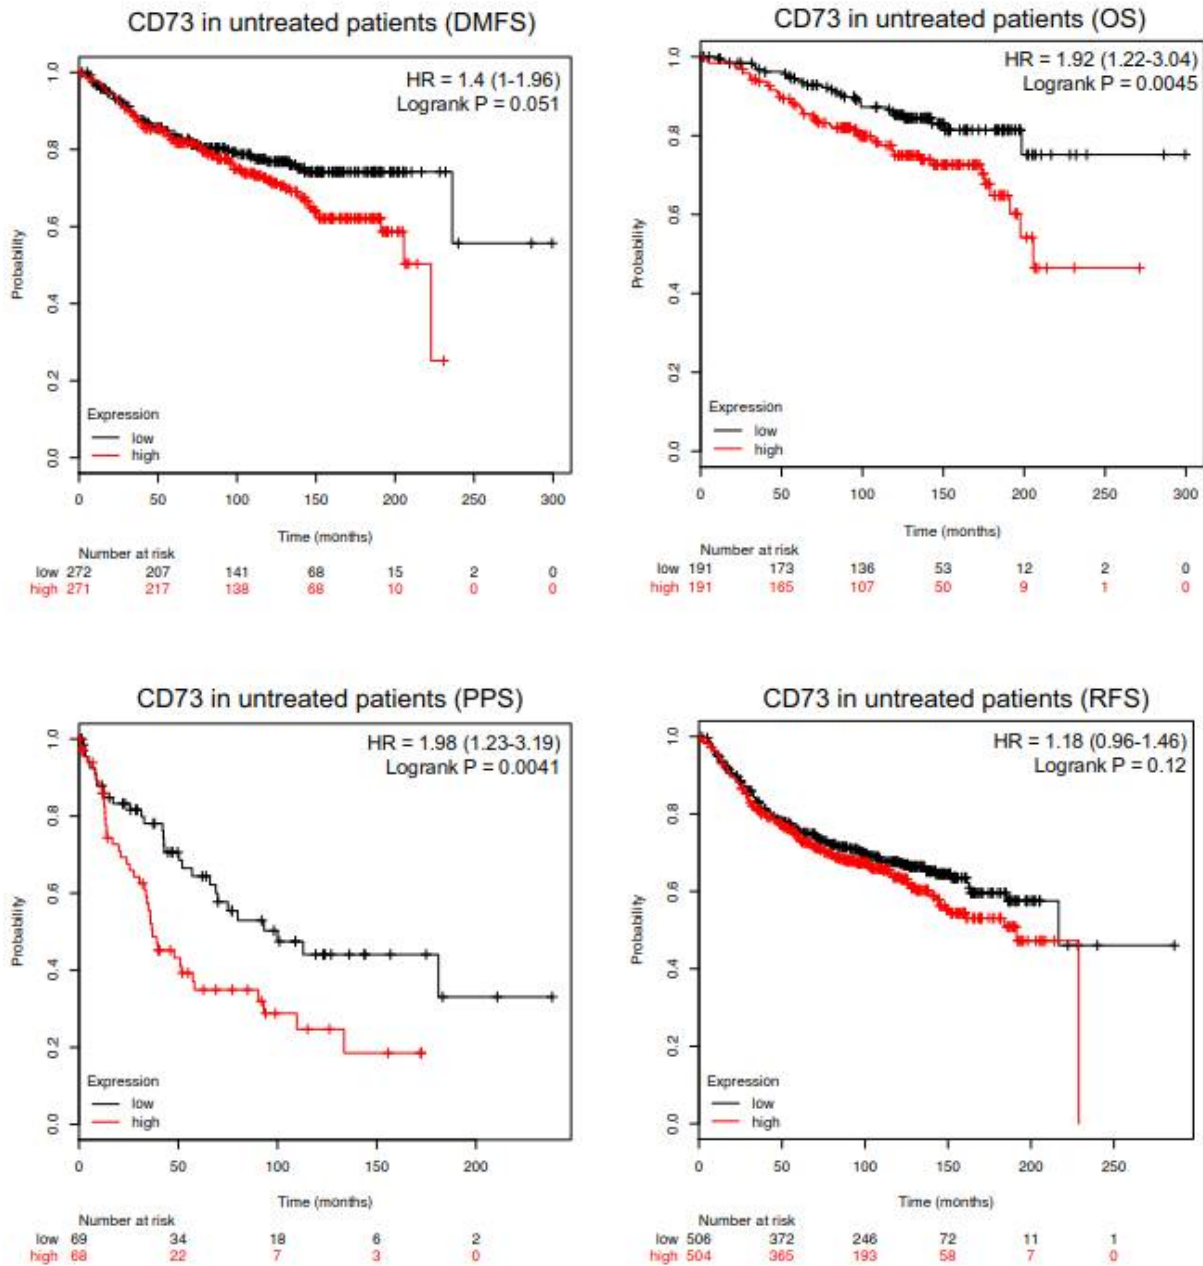 CD73 in untreated patients (DMFS)
HR = 1.4 (1-1.96)
Logrank P = 0.051
Probability
1.0
0.8
0.6
0.4
0.2
0.0
Expression
low
high
0 50 100 150 200 250 300
Time (months)
Number at risk
low 272 207 141 68 15 2 0
high 271 217 138 68 10 0 0
CD73 in untreated patients (OS)
HR = 1.92 (1.22-3.04)
Logrank P = 0.0045
Probability
1.0
0.8
0.6
0.4
0.2
0.0
Expression
low
high
0 50 100 150 200 250 300
Time (months)
Number at risk
low 191 173 136 53 12 2 0
high 191 165 107 50 9 1 0
CD73 in untreated patients (PPS)
HR = 1.98 (1.23-3.19)
Logrank P = 0.0041
Probability
1.0
0.8
0.6
0.4
0.2
0.0
Expression
low
high
0 50 100 150 200
Time (months)
Number at risk
low 69 34 18 6 2
high 68 22 7 3 0
CD73 in untreated patients (RFS)
HR = 1.18 (0.96-1.46)
Logrank P = 0.12
Probability
1.0
0.8
0.6
0.4
0.2
0.0
Expression
low
high
0 50 100 150 200 250
Time (months)
Number at risk
low 506 372 246 72 11 1
high 504 365 193 58 7 0